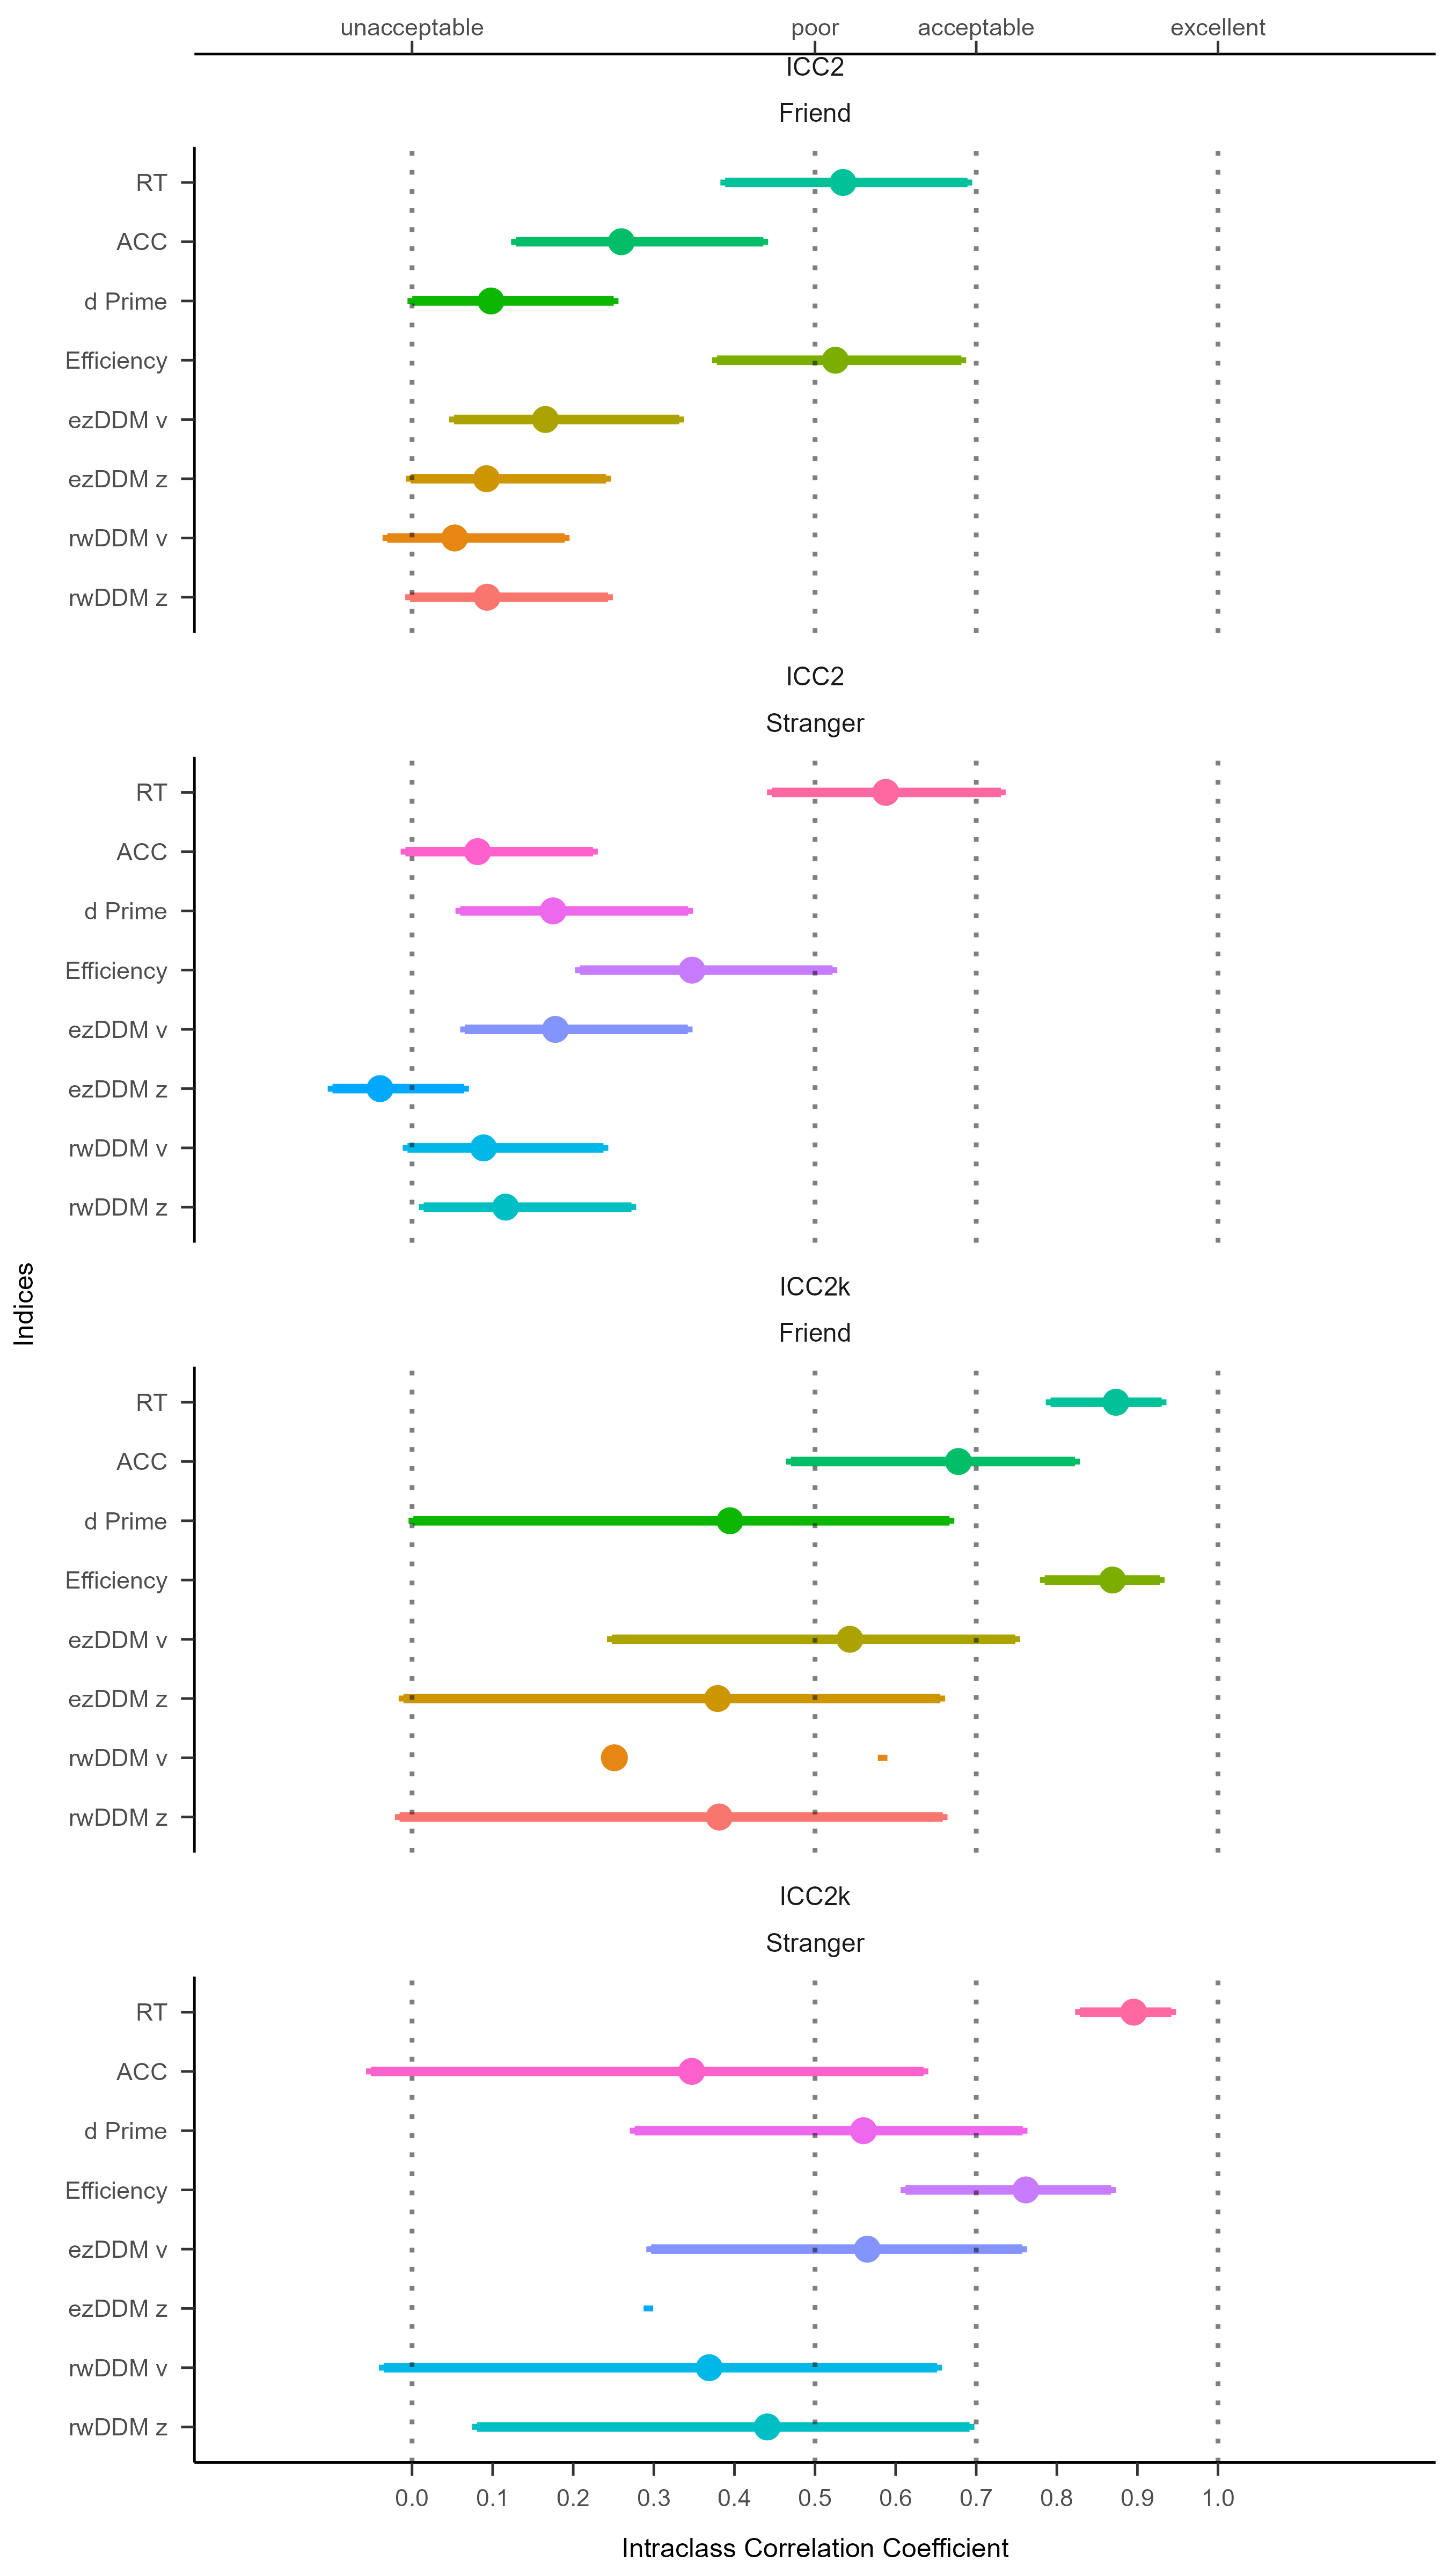 unacceptable poor acceptable excellent
ICC2
Friend
RT
ACC
d Prime
Efficiency
ezDDM v
ezDDM z
rwDDM v
rwDDM z
ICC2
Stranger
RT
ACC
d Prime
Efficiency
ezDDM v
ezDDM z
rwDDM v
rwDDM z
Indices
ICC2k
Friend
RT
ACC
d Prime
Efficiency
ezDDM v
ezDDM z
rwDDM v
rwDDM z
ICC2k
Stranger
RT
ACC
d Prime
Efficiency
ezDDM v
ezDDM z
rwDDM v
rwDDM z
0.0 0.1 0.2 0.3 0.4 0.5 0.6 0.7 0.8 0.9 1.0
Intraclass Correlation Coefficient